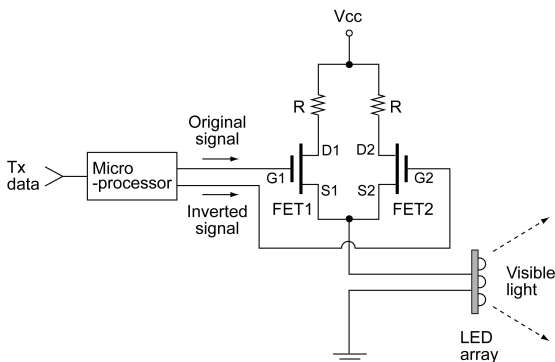 Vcc
R
R
Original
signal
Tx
data
Micro
-processor
D1
D2
G1
G2
S1
S2
FET1
FET2
Inverted
signal
Visible
light
LED
array